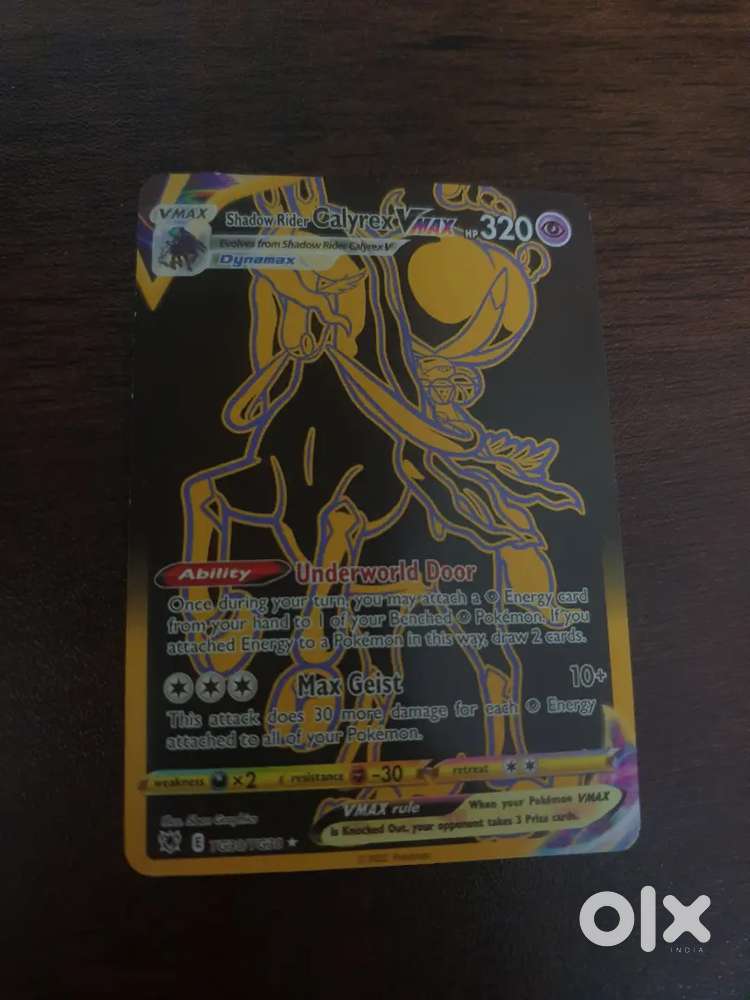 VMAX
Shadow Rider Calyrex VMAX HP 320
Evolves from Shadow Rider Calyrex V
Dynamax
Ability Underworld Door
Once during your turn, you may attach a Energy card
from your hand to 1 of your Benched Pokémon. If you
attached Energy to a Pokémon in this way, draw 2 cards.
Max Geist 10+
This attack does 30 more damage for each Energy
attached to all of your Pokémon.
weakness ×2 resistance -30 retreat
VMAX rule When your Pokémon VMAX
is Knocked Out, your opponent takes 3 Prize cards.
E TG30/TG30
olx
INDIA